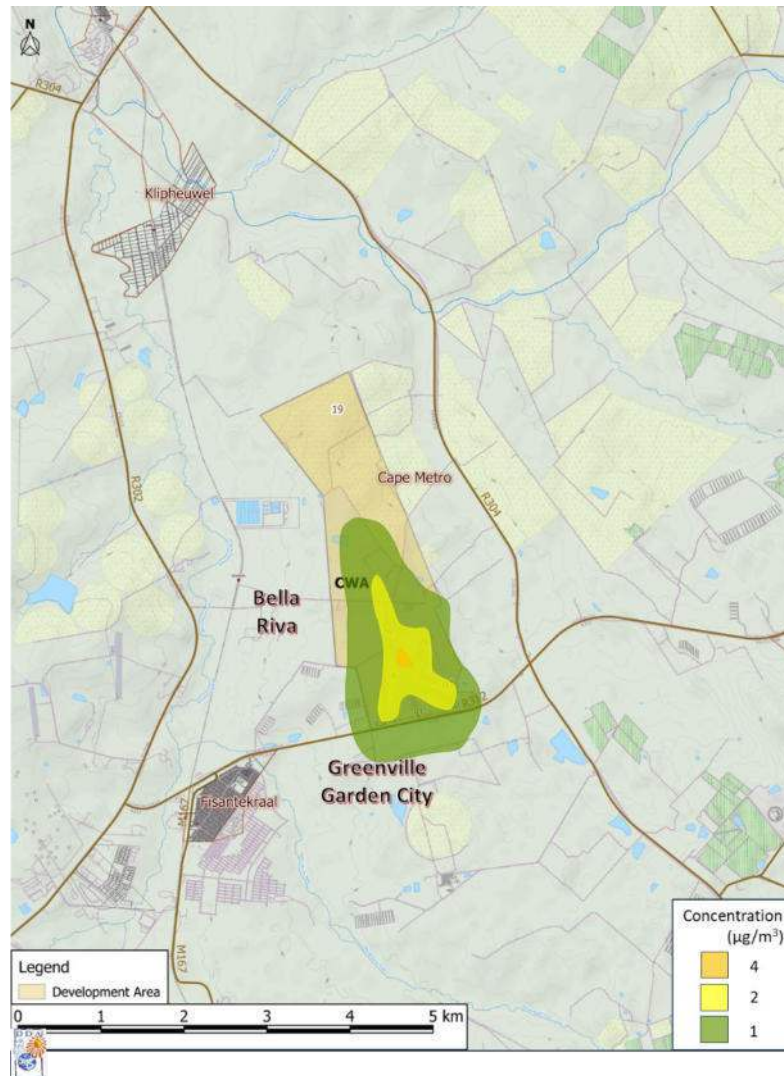 N
R304
Klipheuwel
19
Cape Metro
R302
R304
CWA
Bella
Riva
R312
Greenville
Garden City
Fisantekraal
M167
M167
Concentration
(µg/m³)
4
2
1
Legend
Development Area
0 1 2 3 4 5 km